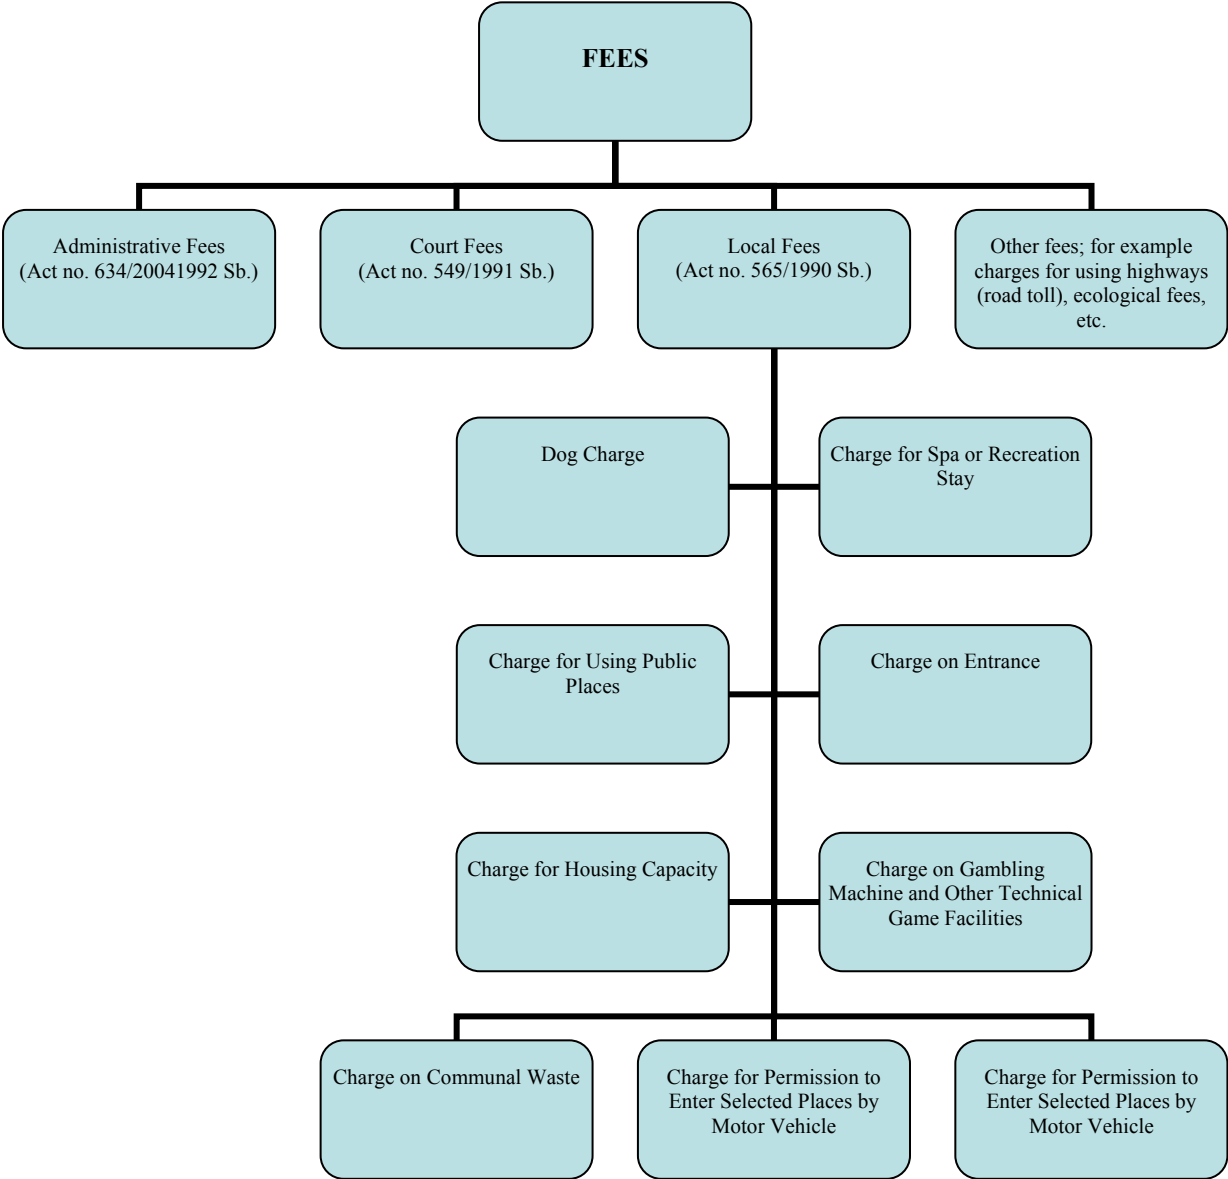 FEES
Administrative Fees
(Act no. 634/20041992 Sb.)
Court Fees
(Act no. 549/1991 Sb.)
Local Fees
(Act no. 565/1990 Sb.)
Other fees; for example
charges for using highways
(road toll), ecological fees,
etc.
Dog Charge
Charge for Spa or Recreation
Stay
Charge for Using Public
Places
Charge on Entrance
Charge for Housing Capacity
Charge on Gambling
Machine and Other Technical
Game Facilities
Charge on Communal Waste
Charge for Permission to
Enter Selected Places by
Motor Vehicle
Charge for Permission to
Enter Selected Places by
Motor Vehicle